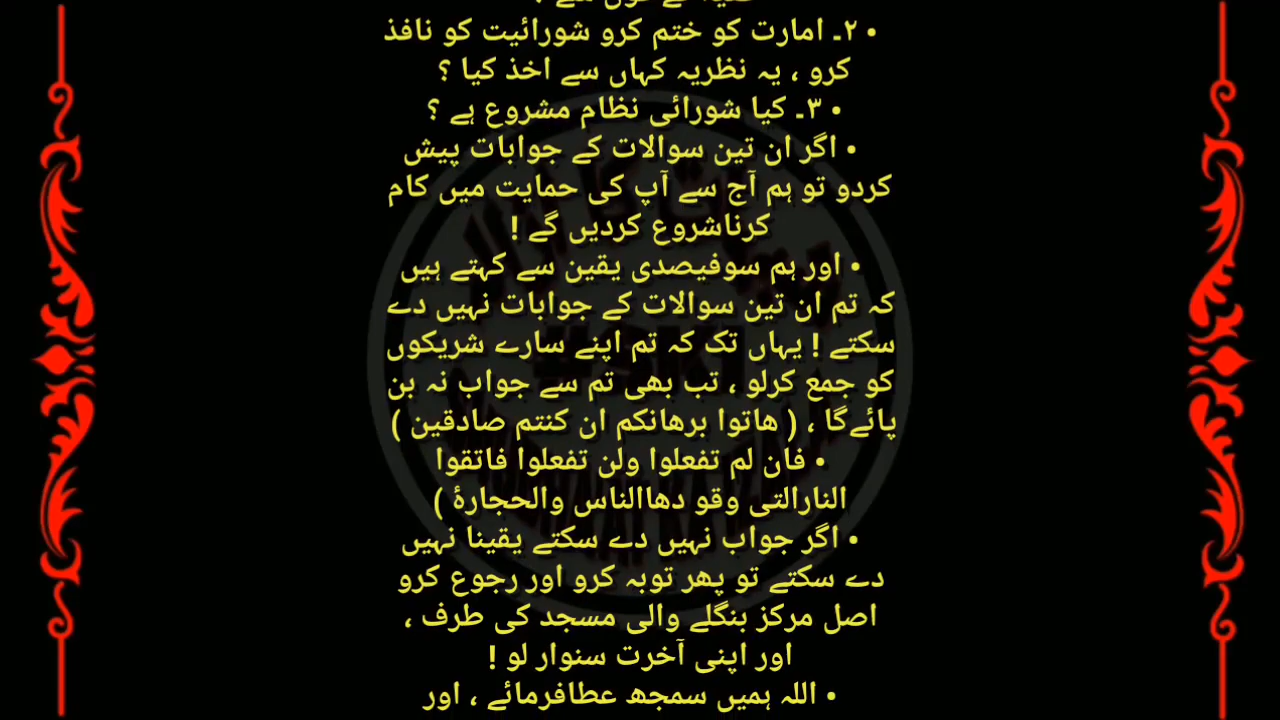 • ۲۔ امارت کو ختم کرو شورائیت کو نافذ
کرو ، یہ نظریہ کہاں سے اخذ کیا ؟
• ۳۔ کیا شورائی نظام مشروع ہے ؟
• اگر ان تین سوالات کے جوابات پیش
کردو تو ہم آج سے آپ کی حمایت میں کام
کرناشروع کردیں گے !
• اور ہم سوفیصدی یقین سے کہتے ہیں
کہ تم ان تین سوالات کے جوابات نہیں دے
سکتے ! یہاں تک کہ تم اپنے سارے شریکوں
کو جمع کرلو ، تب بھی تم سے جواب نہ بن
پائےگا ، ( هاتوا برهانکم ان کنتم صادقین )
• فان لم تفعلوا ولن تفعلوا فاتقوا
النارالتی وقو دهاالناس والحجارۀ )
• اگر جواب نہیں دے سکتے یقینا نہیں
دے سکتے تو پھر توبہ کرو اور رجوع کرو
اصل مرکز بنگلے والی مسجد کی طرف ،
اور اپنی آخرت سنوار لو !
• اللہ ہمیں سمجھ عطافرمائے ، اور